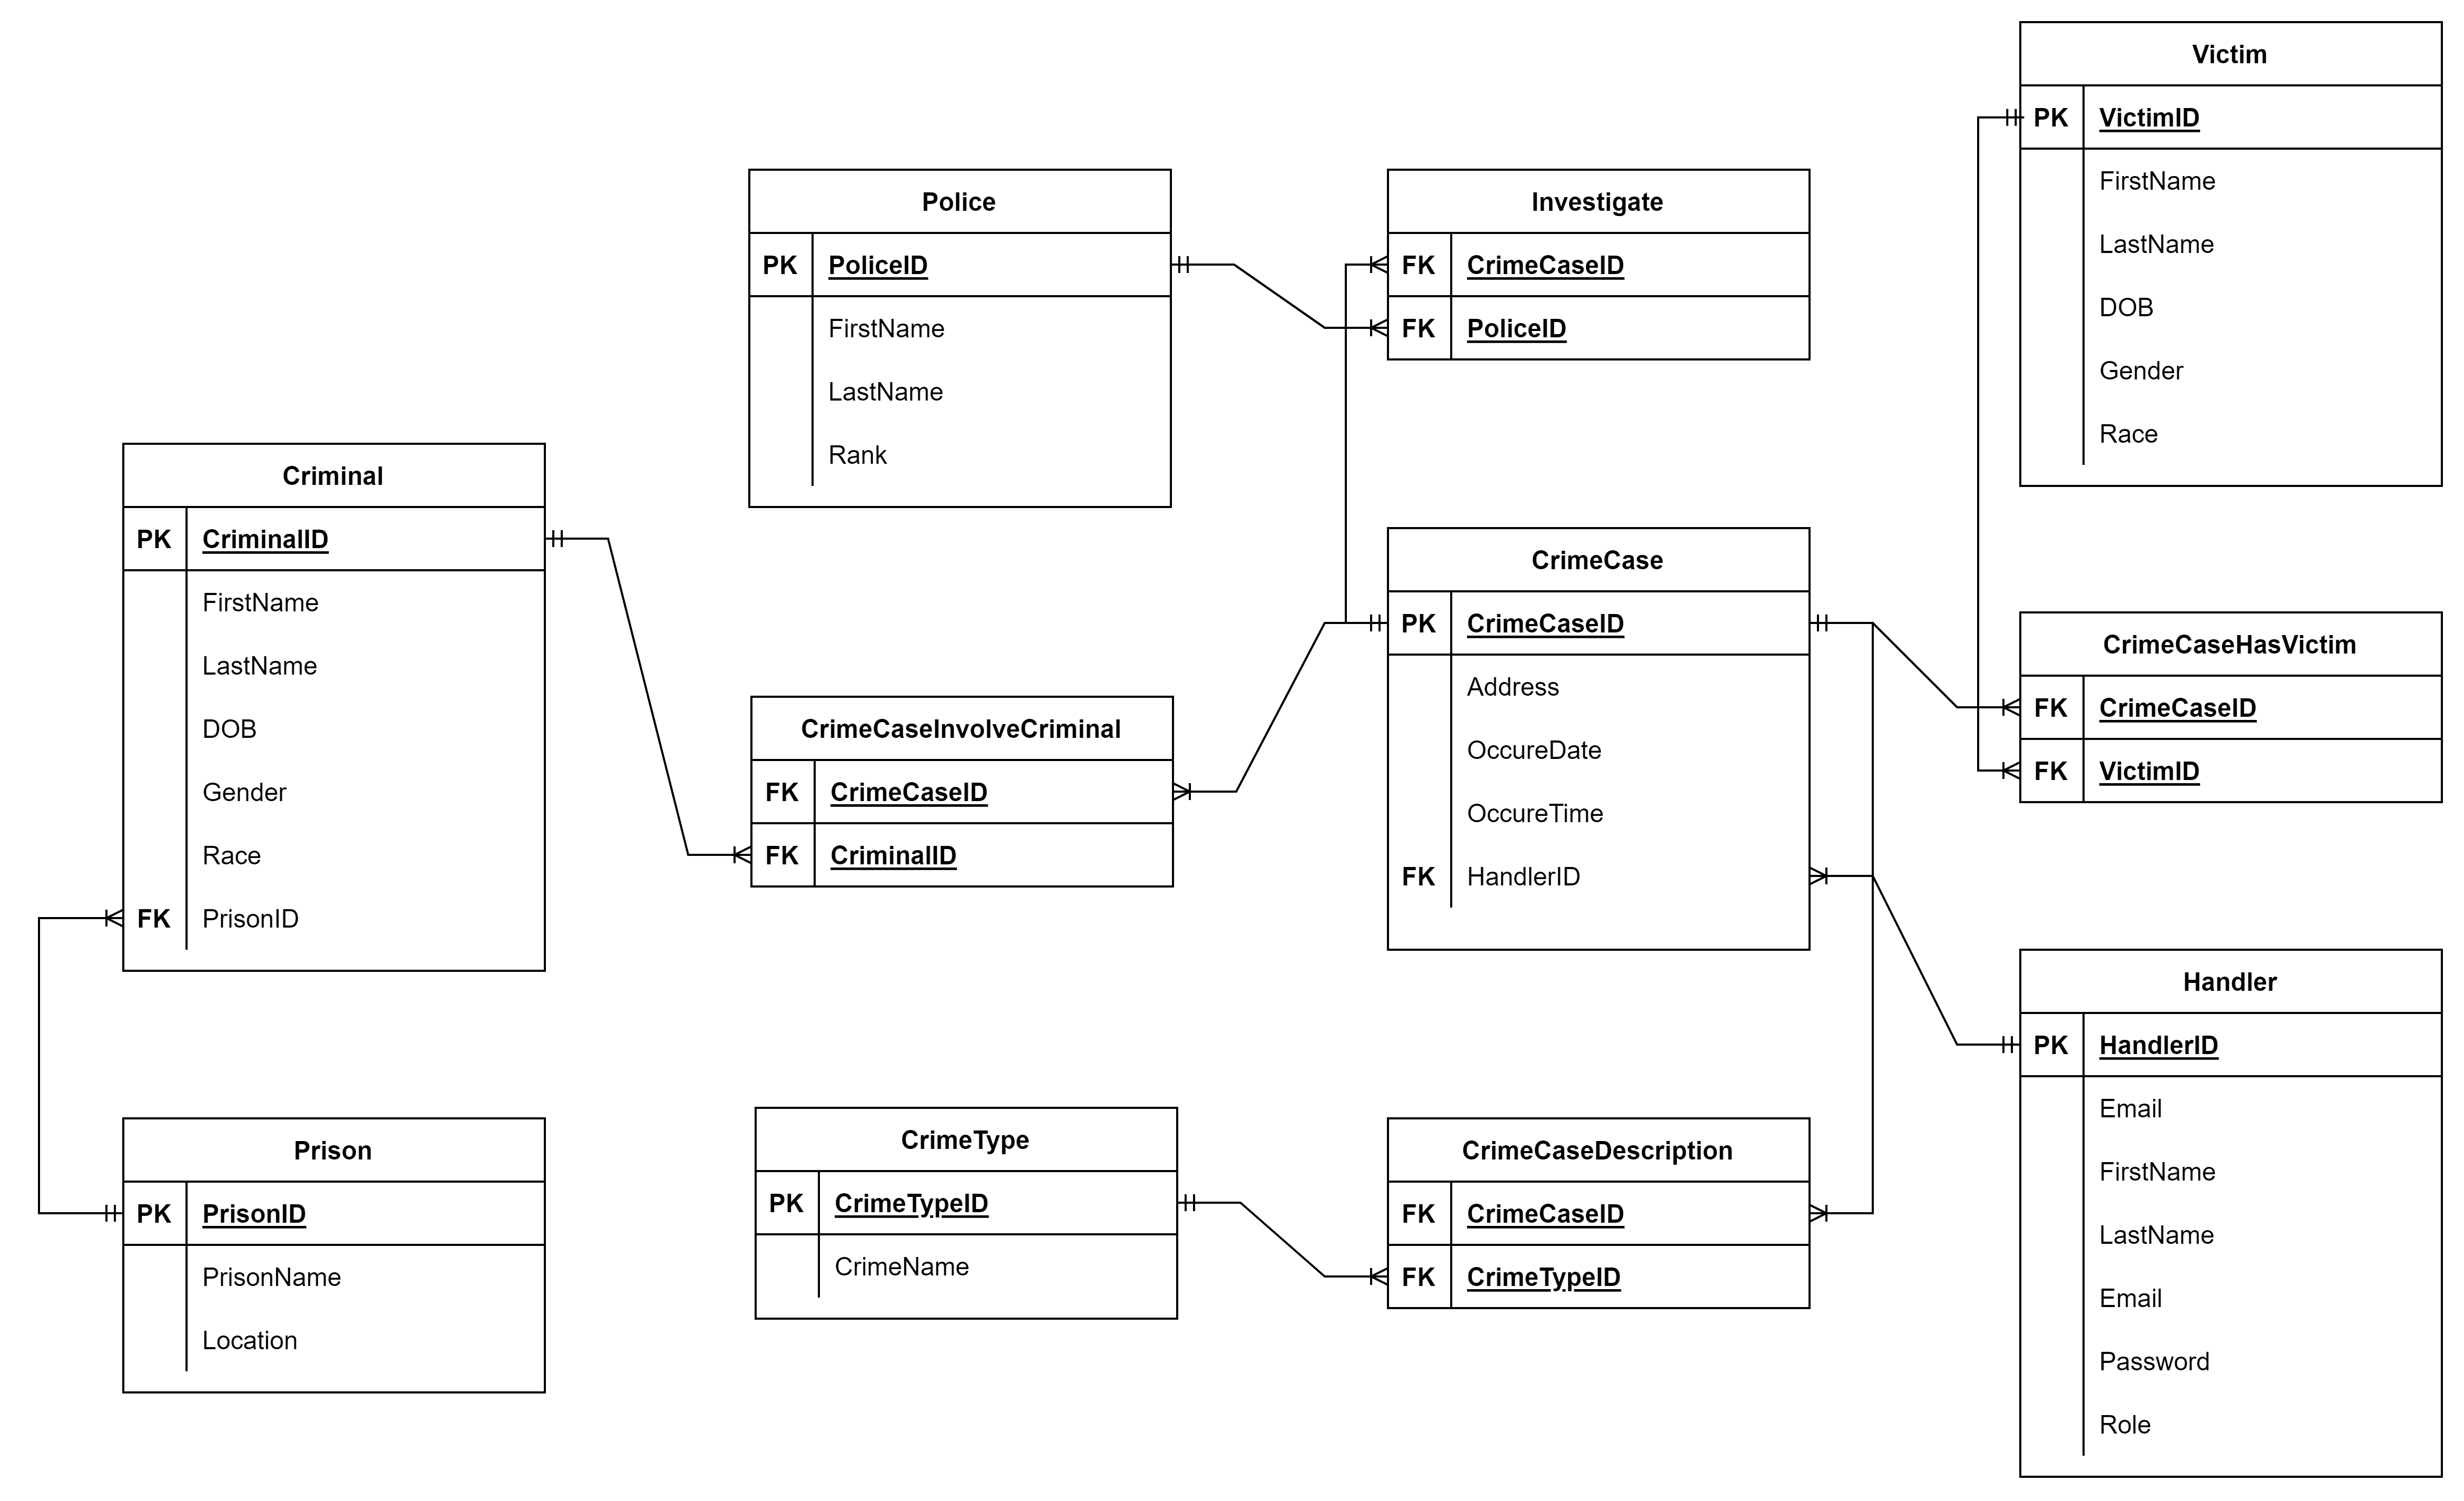 Victim
PK VictimID
FirstName
LastName
DOB
Gender
Race
Police
PK PoliceID
FirstName
LastName
Rank
Investigate
FK CrimeCaseID
FK PoliceID
Criminal
PK CriminalID
FirstName
LastName
DOB
Gender
Race
FK PrisonID
CrimeCase
PK CrimeCaseID
Address
OccureDate
OccureTime
FK HandlerID
CrimeCaseHasVictim
FK CrimeCaseID
FK VictimID
CrimeCaseInvolveCriminal
FK CrimeCaseID
FK CriminalID
Handler
PK HandlerID
Email
FirstName
LastName
Email
Password
Role
Prison
PK PrisonID
PrisonName
Location
CrimeType
PK CrimeTypeID
CrimeName
CrimeCaseDescription
FK CrimeCaseID
FK CrimeTypeID